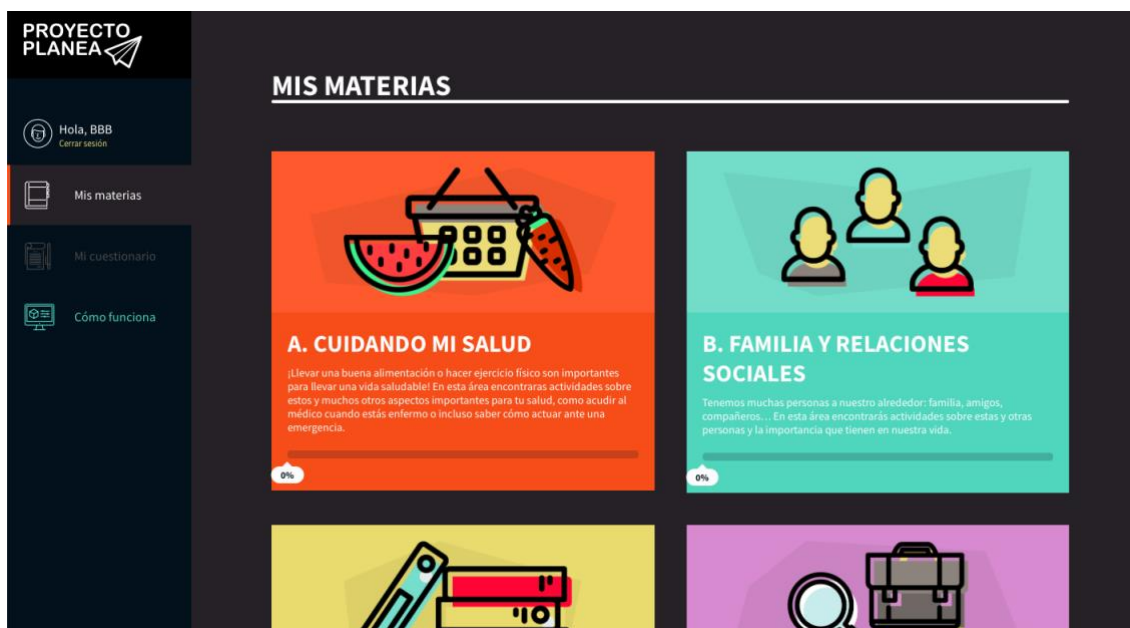 PROYECTO
PLANEA
Hola, BBB
Cerrar sesión
Mis materias
Mi cuestionario
Cómo funciona
MIS MATERIAS
A. CUIDANDO MI SALUD
¡Llevar una buena alimentación o hacer ejercicio físico son importantes
para llevar una vida saludable! En esta área encontraras actividades sobre
estos y muchos otros aspectos importantes para tu salud, como acudir al
médico cuando estás enfermo o incluso saber cómo actuar ante una
emergencia.
0%
B. FAMILIA Y RELACIONES
SOCIALES
Tenemos muchas personas a nuestro alrededor: familia, amigos,
compañeros... En esta área encontrarás actividades sobre estas y otras
personas y la importancia que tienen en nuestra vida.
0%